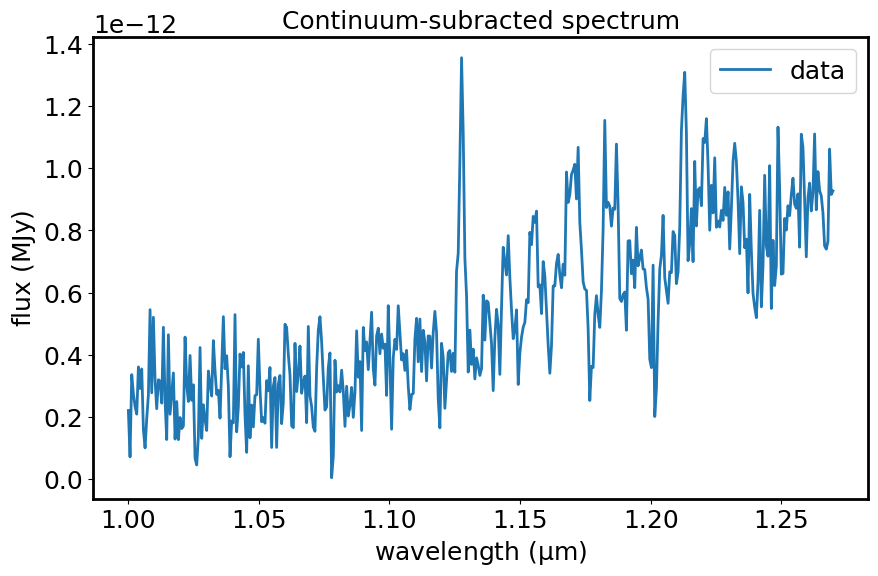 Continuum-subracted spectrum
1e−12
data
1.4
1.2
1.0
0.8
0.6
0.4
0.2
0.0
flux (MJy)
1.00 1.05 1.10 1.15 1.20 1.25
wavelength (μm)